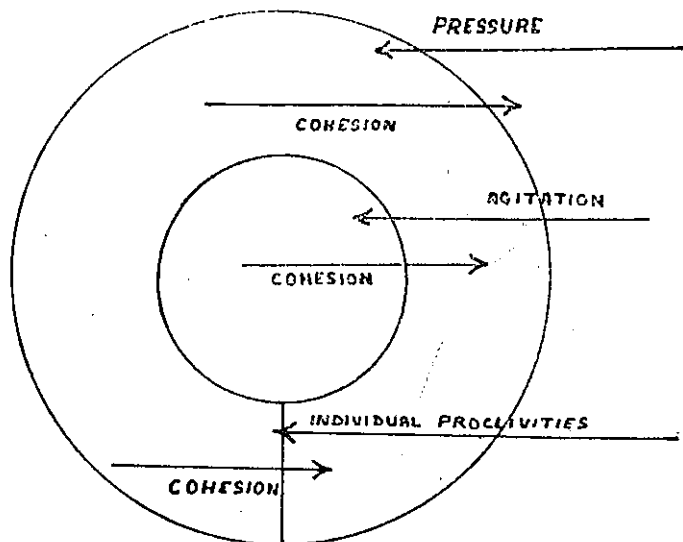 PRESSURE
COHESION
AGITATION
COHESION
INDIVIDUAL PROCLIVITIES
COHESION